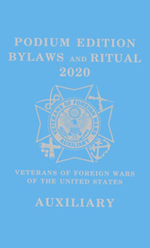 PODIUM EDITION
BYLAWS AND RITUAL
2020
VETERANS OF FOREIGN WARS
OF THE UNITED STATES
AUXILIARY